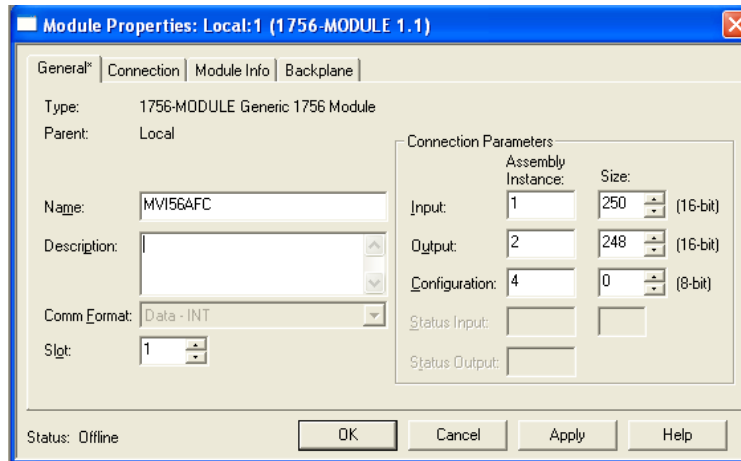 Module Properties: Local:1 (1756-MODULE 1.1)
General* Connection Module Info Backplane
Type: 1756-MODULE Generic 1756 Module
Parent: Local
Connection Parameters
Assembly Instance: Size:
Name: MVI56AFC
Input: 1 250 (16-bit)
Description:
Output: 2 248 (16-bit)
Configuration: 4 0 (8-bit)
Comm Format: Data - INT
Status Input:
Slot: 1
Status Output:
Status: Offline
OK Cancel Apply Help